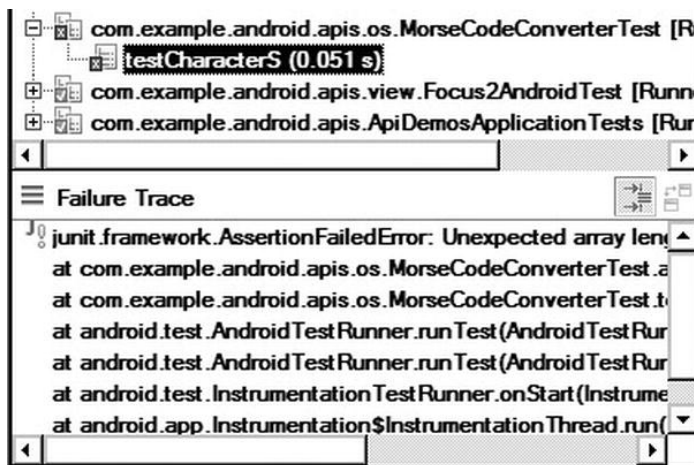 com.example.android.apis.os.MorseCodeConverterTest [R
testCharacterS (0.051 s)
com.example.android.apis.view.Focus2AndroidTest [Runn
com.example.android.apis.ApiDemosApplicationTests [Run
Failure Trace
junit.framework.AssertionFailedError: Unexpected array leng
at com.example.android.apis.os.MorseCodeConverterTest.a
at com.example.android.apis.os.MorseCodeConverterTest.t
at android.test.AndroidTestRunner.runTest(AndroidTestRur
at android.test.AndroidTestRunner.runTest(AndroidTestRur
at android.test.InstrumentationTestRunner.onStart(Instrume
at android.app.Instrumentation$InstrumentationThread.run(